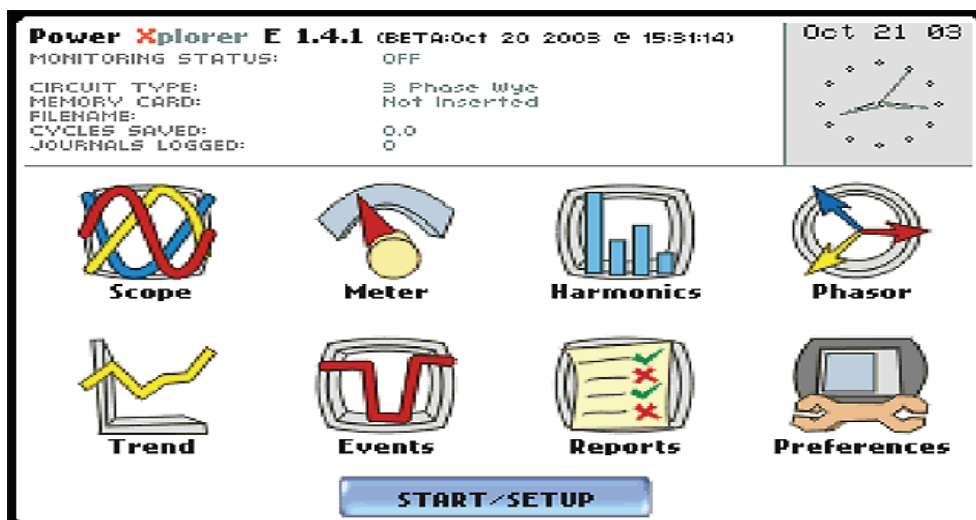 Power Xplorer E 1.4.1 (BETA:Oct 20 2003 @ 15:31:14)
Oct 21 03
MONITORING STATUS: OFF
CIRCUIT TYPE: 3 Phase Wye
MEMORY CARD: Not Inserted
FILENAME:
CYCLES SAVED: 0.0
JOURNALS LOGGED: 0
Scope Meter Harmonics Phasor
Trend Events Reports Preferences
START/SETUP